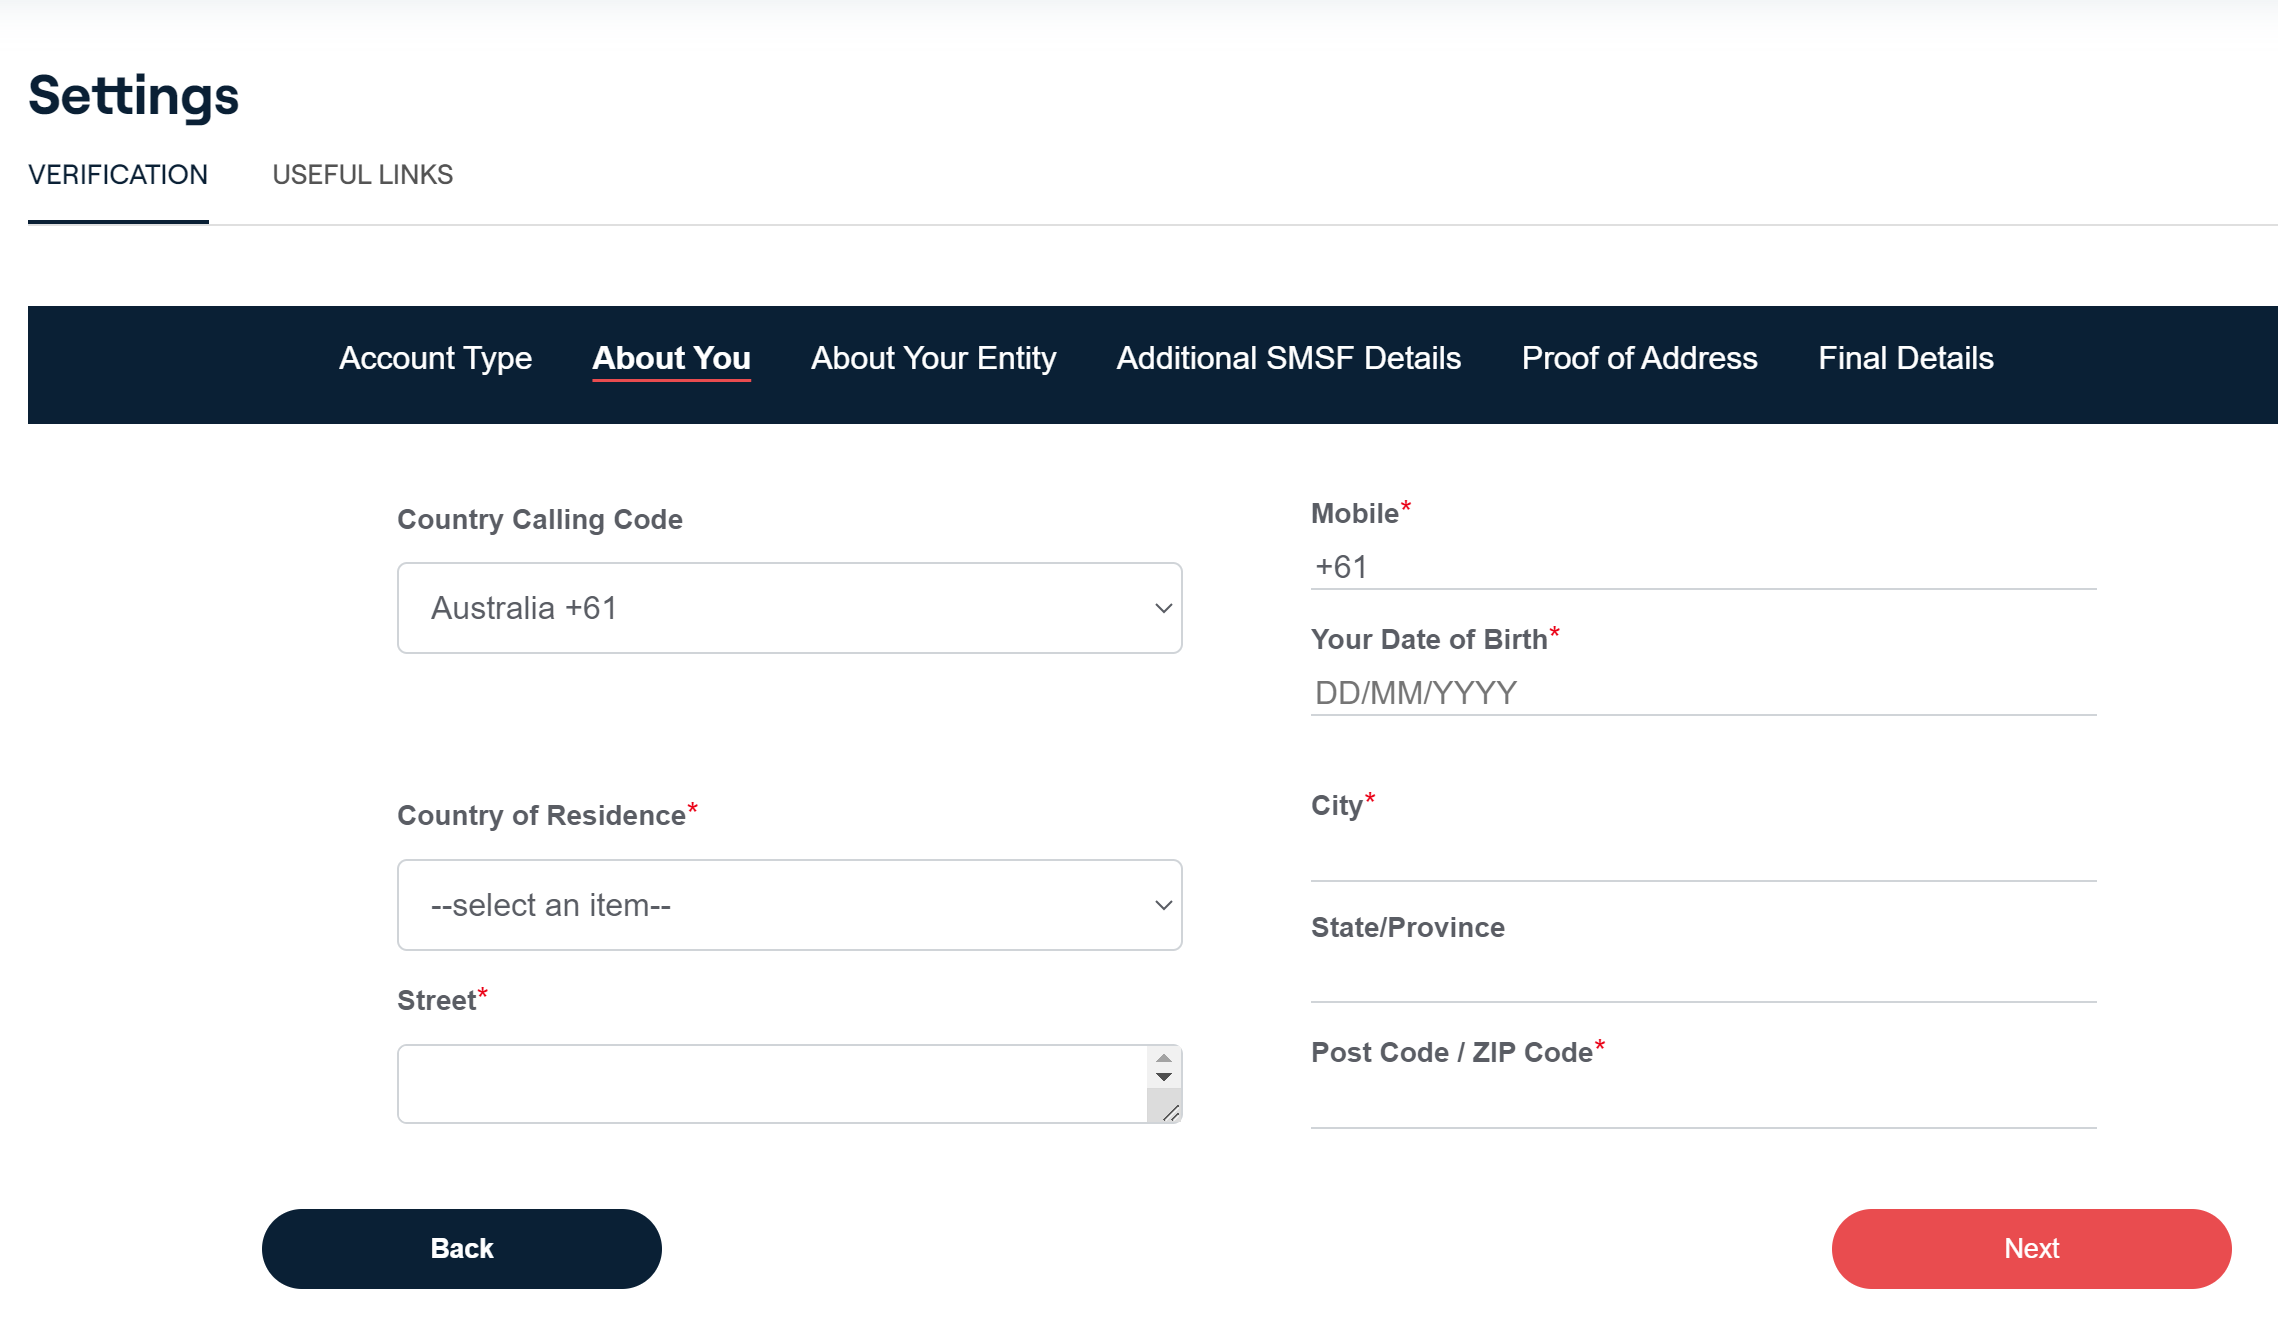 Settings
VERIFICATION
USEFUL LINKS
Account Type
About You
About Your Entity
Additional SMSF Details
Proof of Address
Final Details
Country Calling Code
Australia +61
Mobile*
+61
Your Date of Birth*
DD/MM/YYYY
Country of Residence*
--select an item--
Street*
City*
State/Province
Post Code / ZIP Code*
Back
Next